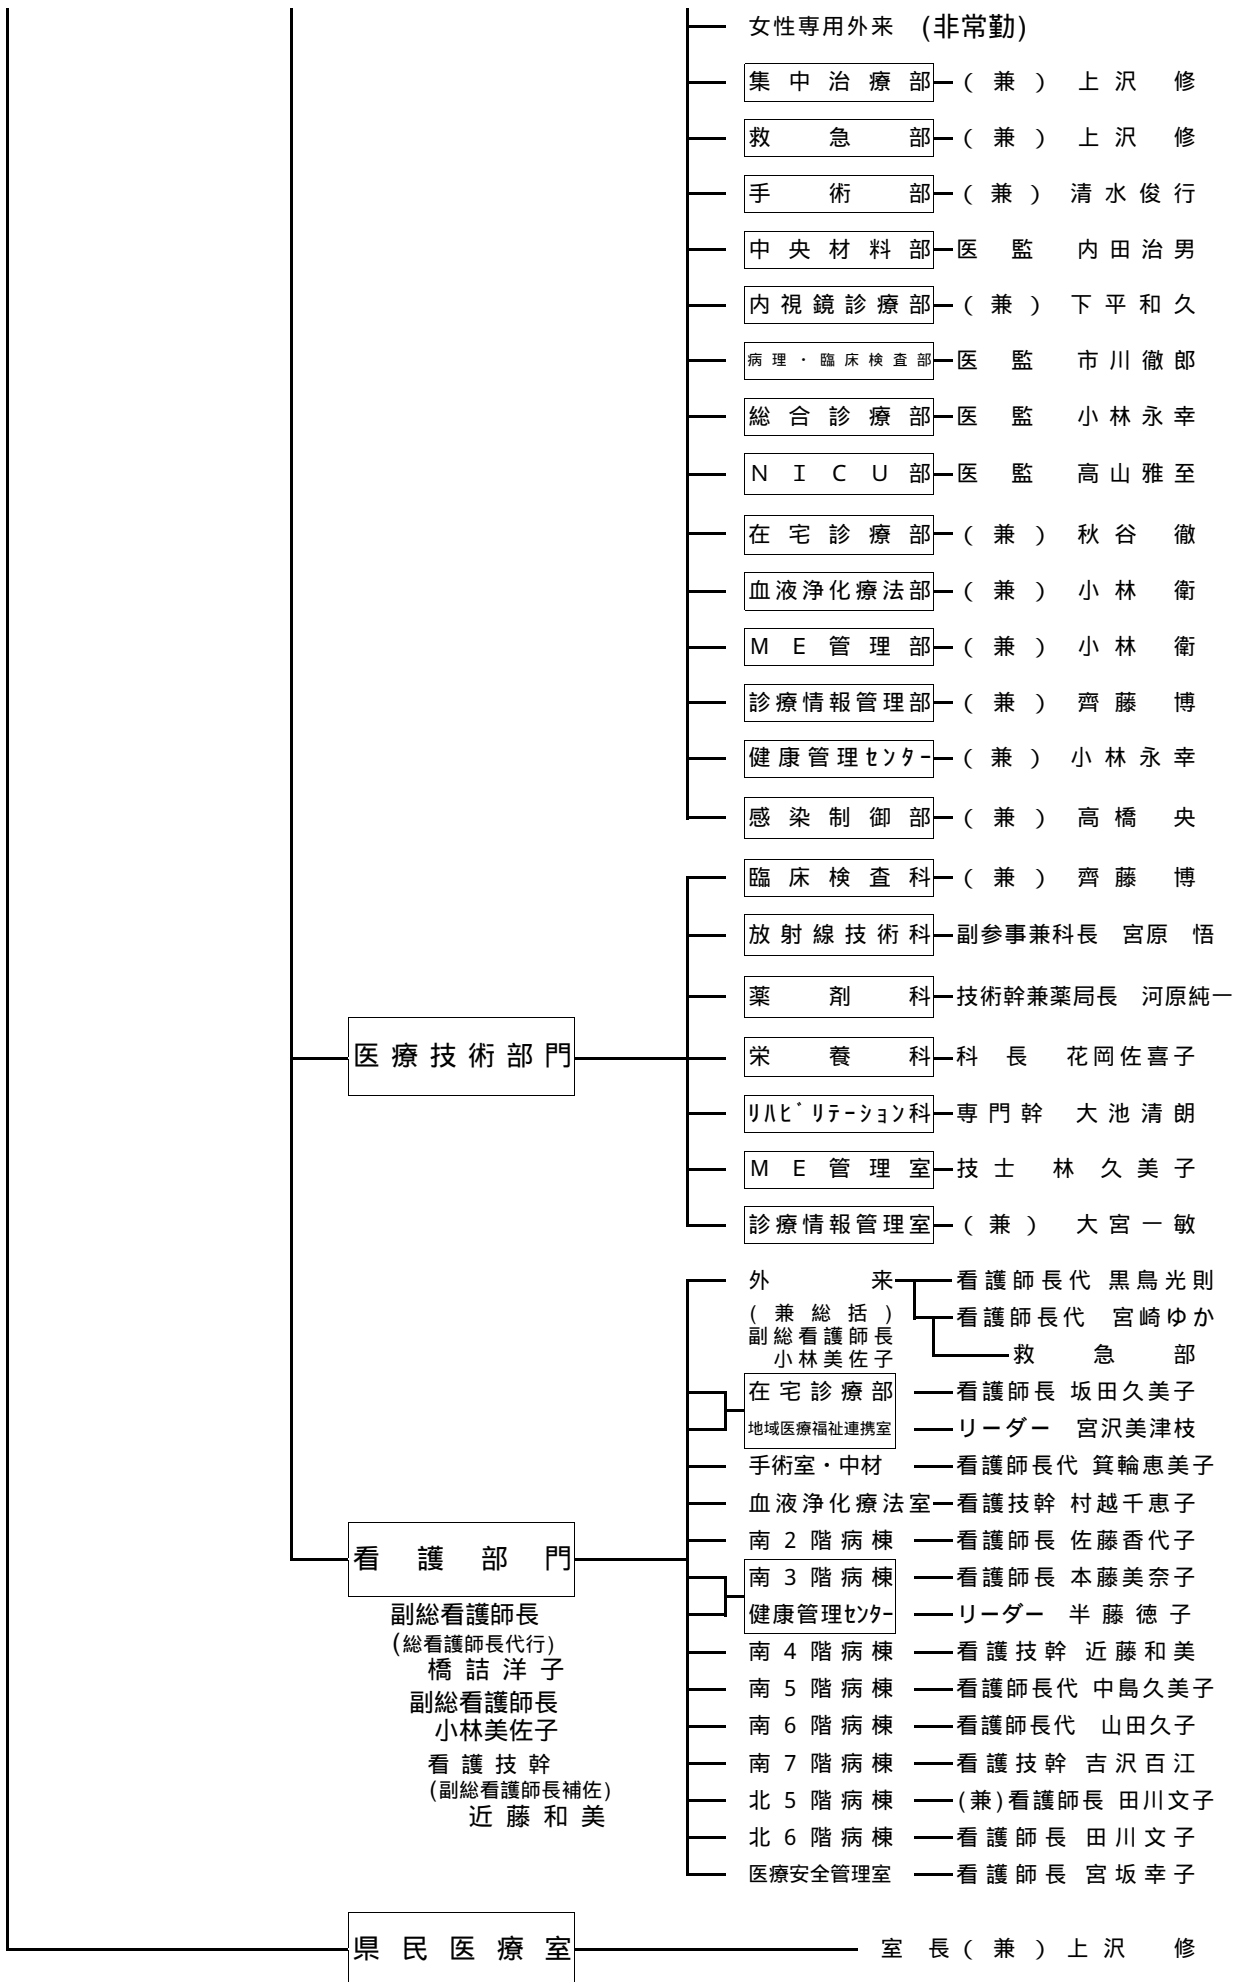 女性専用外来 (非常勤)
集中治療部 (兼) 上沢 修
救急部 (兼) 上沢 修
手術部 (兼) 清水俊行
中央材料部 医監 内田治男
内視鏡診療部 (兼) 下平和久
病理・臨床検査部 医監 市川徹郎
総合診療部 医監 小林永幸
NICU部 医監 高山雅至
在宅診療部 (兼) 秋谷 徹
血液浄化療法部 (兼) 小林 衛
ME管理部 (兼) 小林 衛
診療情報管理部 (兼) 齊藤 博
健康管理センター (兼) 小林永幸
感染制御部 (兼) 高橋 央
臨床検査科 (兼) 齊藤 博
放射線技術科 副参事兼科長 宮原 悟
薬剤科 技術幹兼薬局長 河原純一
医療技術部門
栄養科 科長 花岡佐喜子
リハビリテーション科 専門幹 大池清朗
ME管理室 技士 林 久美子
診療情報管理室 (兼) 大宮一敏
外来 看護師長代 黒鳥光則
(兼総括) 看護師長代 宮崎ゆか
副総看護師長
小林美佐子 救急部
在宅診療部 看護師長 坂田久美子
地域医療福祉連携室 リーダー 宮沢美津枝
手術室・中材 看護師長代 箕輪恵美子
血液浄化療法室 看護技幹 村越千恵子
南2階病棟 看護師長 佐藤香代子
看護部門
南3階病棟 看護師長 本藤美奈子
健康管理センター リーダー 半藤徳子
副総看護師長
(総看護師長代行)
橋詰洋子
副総看護師長
小林美佐子
看護技幹
(副総看護師長補佐)
近藤和美
南4階病棟 看護技幹 近藤和美
南5階病棟 看護師長代 中島久美子
南6階病棟 看護師長代 山田久子
南7階病棟 看護技幹 吉沢百江
北5階病棟 (兼)看護師長 田川文子
北6階病棟 看護師長 田川文子
医療安全管理室 看護師長 宮坂幸子
県民医療室 室長(兼)上沢 修